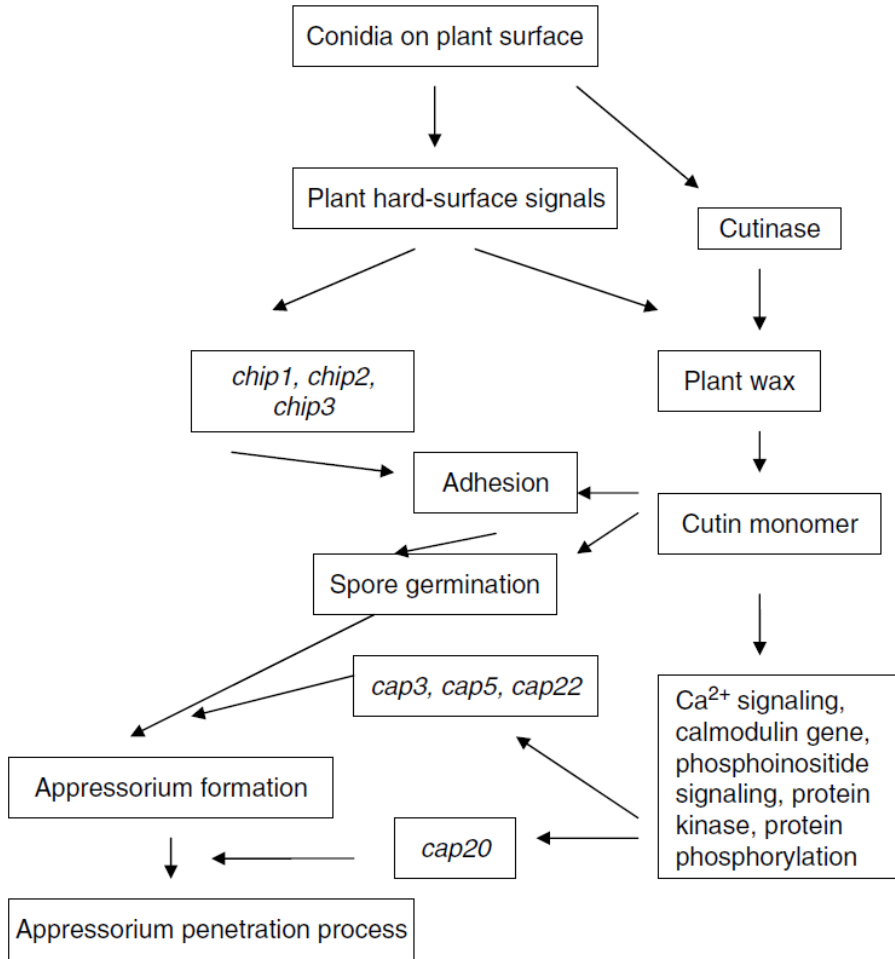 Conidia on plant surface
Plant hard-surface signals
Cutinase
chip1, chip2,
chip3
Plant wax
Adhesion
Cutin monomer
Spore germination
cap3, cap5, cap22
Ca²⁺ signaling,
calmodulin gene,
phosphoinositide
signaling, protein
kinase, protein
phosphorylation
Appressorium formation
cap20
Appressorium penetration process